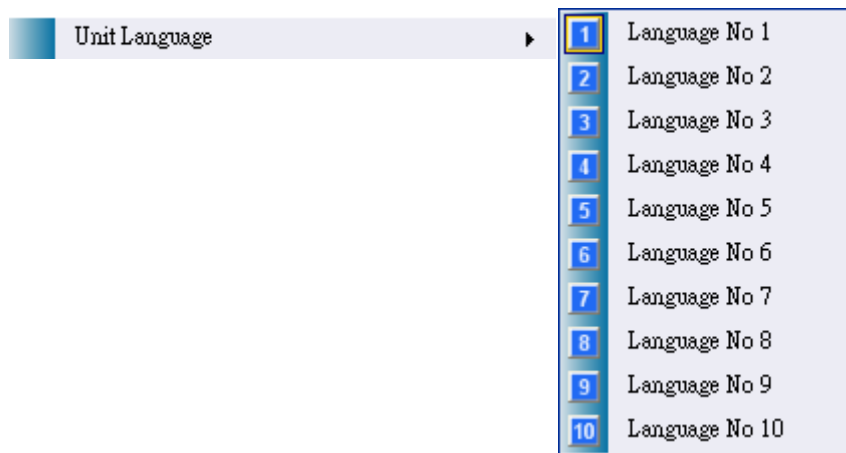 Unit Language
1 Language No 1
2 Language No 2
3 Language No 3
4 Language No 4
5 Language No 5
6 Language No 6
7 Language No 7
8 Language No 8
9 Language No 9
10 Language No 10